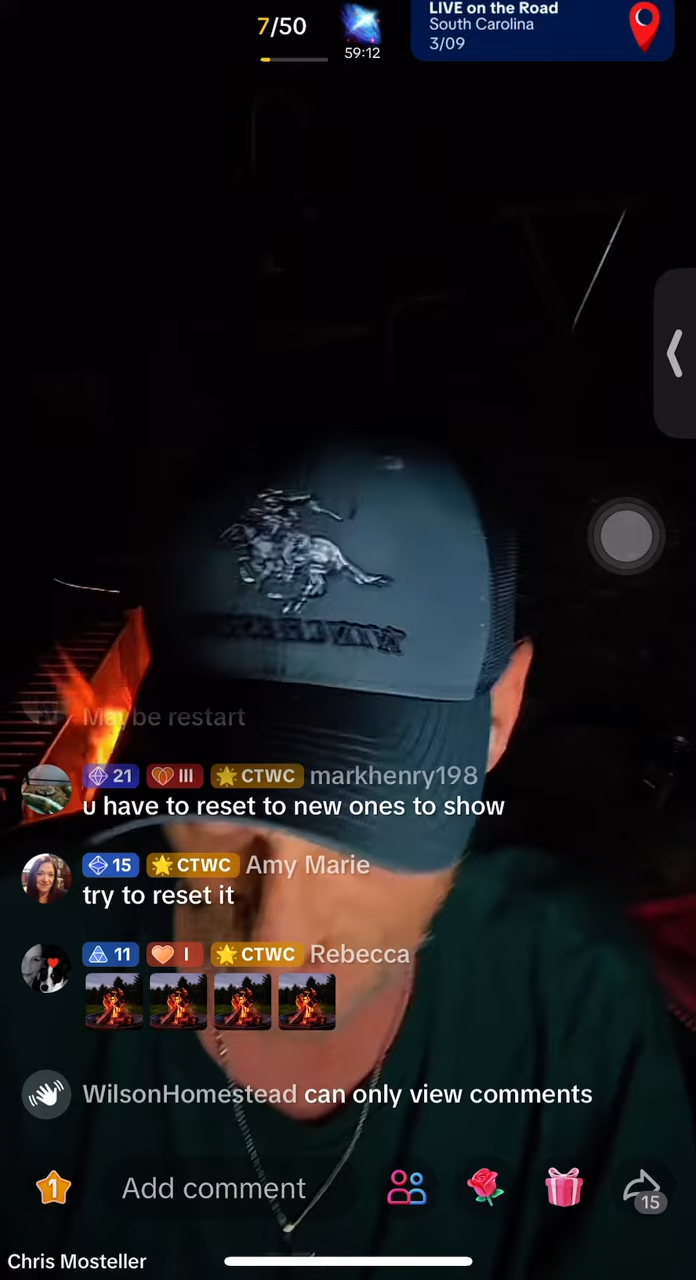 7/50
59:12
LIVE on the Road
South Carolina
3/09
Maybe restart
21 III CTWC markhenry198
u have to reset to new ones to show
15 CTWC Amy Marie
try to reset it
11 I CTWC Rebecca
WilsonHomestead can only view comments
1 Add comment 15
Chris Mosteller